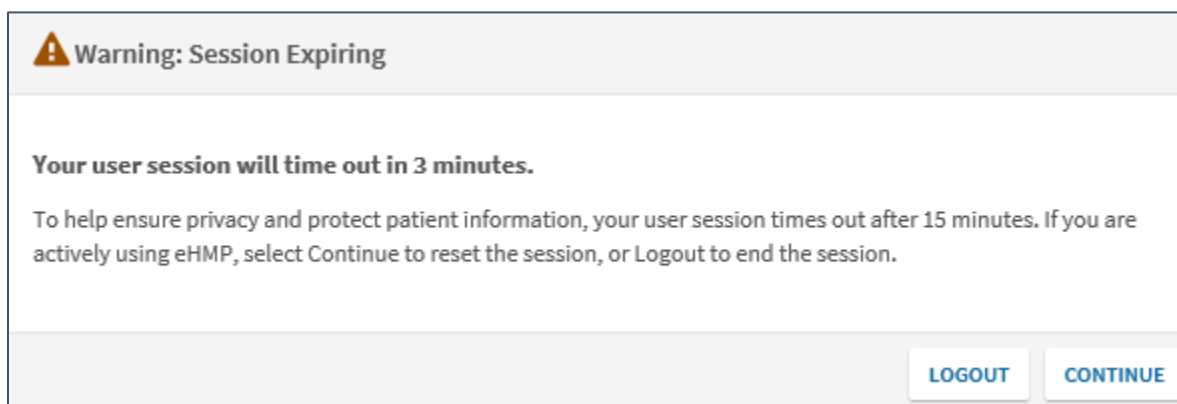 Warning: Session Expiring
Your user session will time out in 3 minutes.
To help ensure privacy and protect patient information, your user session times out after 15 minutes. If you are
actively using eHMP, select Continue to reset the session, or Logout to end the session.
LOGOUT CONTINUE